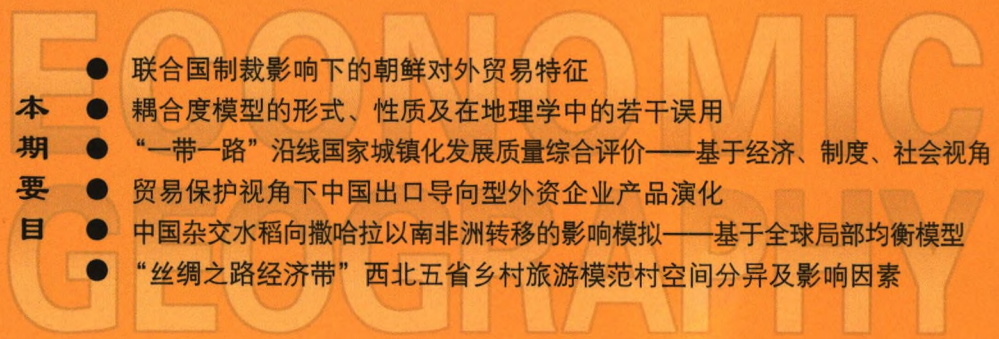 ECONOMIC
GEOGRAPHY
本期要目
● 联合国制裁影响下的朝鲜对外贸易特征
● 耦合度模型的形式、性质及在地理学中的若干误用
● “一带一路”沿线国家城镇化发展质量综合评价——基于经济、制度、社会视角
● 贸易保护视角下中国出口导向型外资企业产品演化
● 中国杂交水稻向撒哈拉以南非洲转移的影响模拟——基于全球局部均衡模型
● “丝绸之路经济带”西北五省乡村旅游模范村空间分异及影响因素